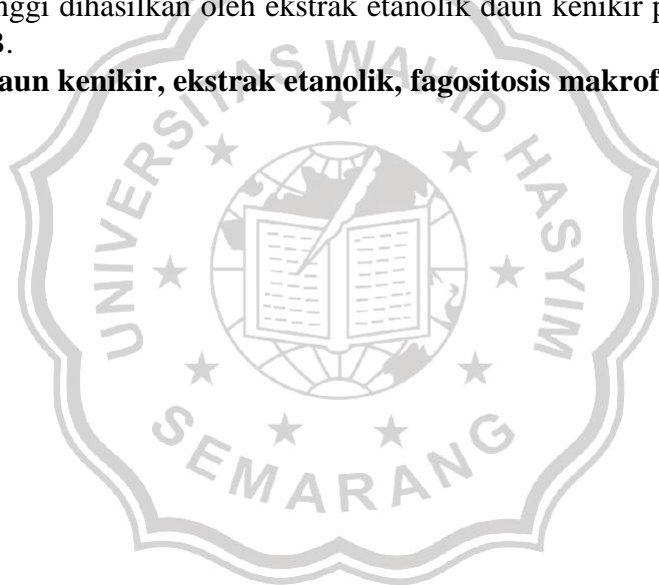 nggi dihasilkan oleh ekstrak etanolik daun kenikir p
3.
aun kenikir, ekstrak etanolik, fagositosis makrof
UNIVERSITAS WAHID HASYIM
SEMARANG